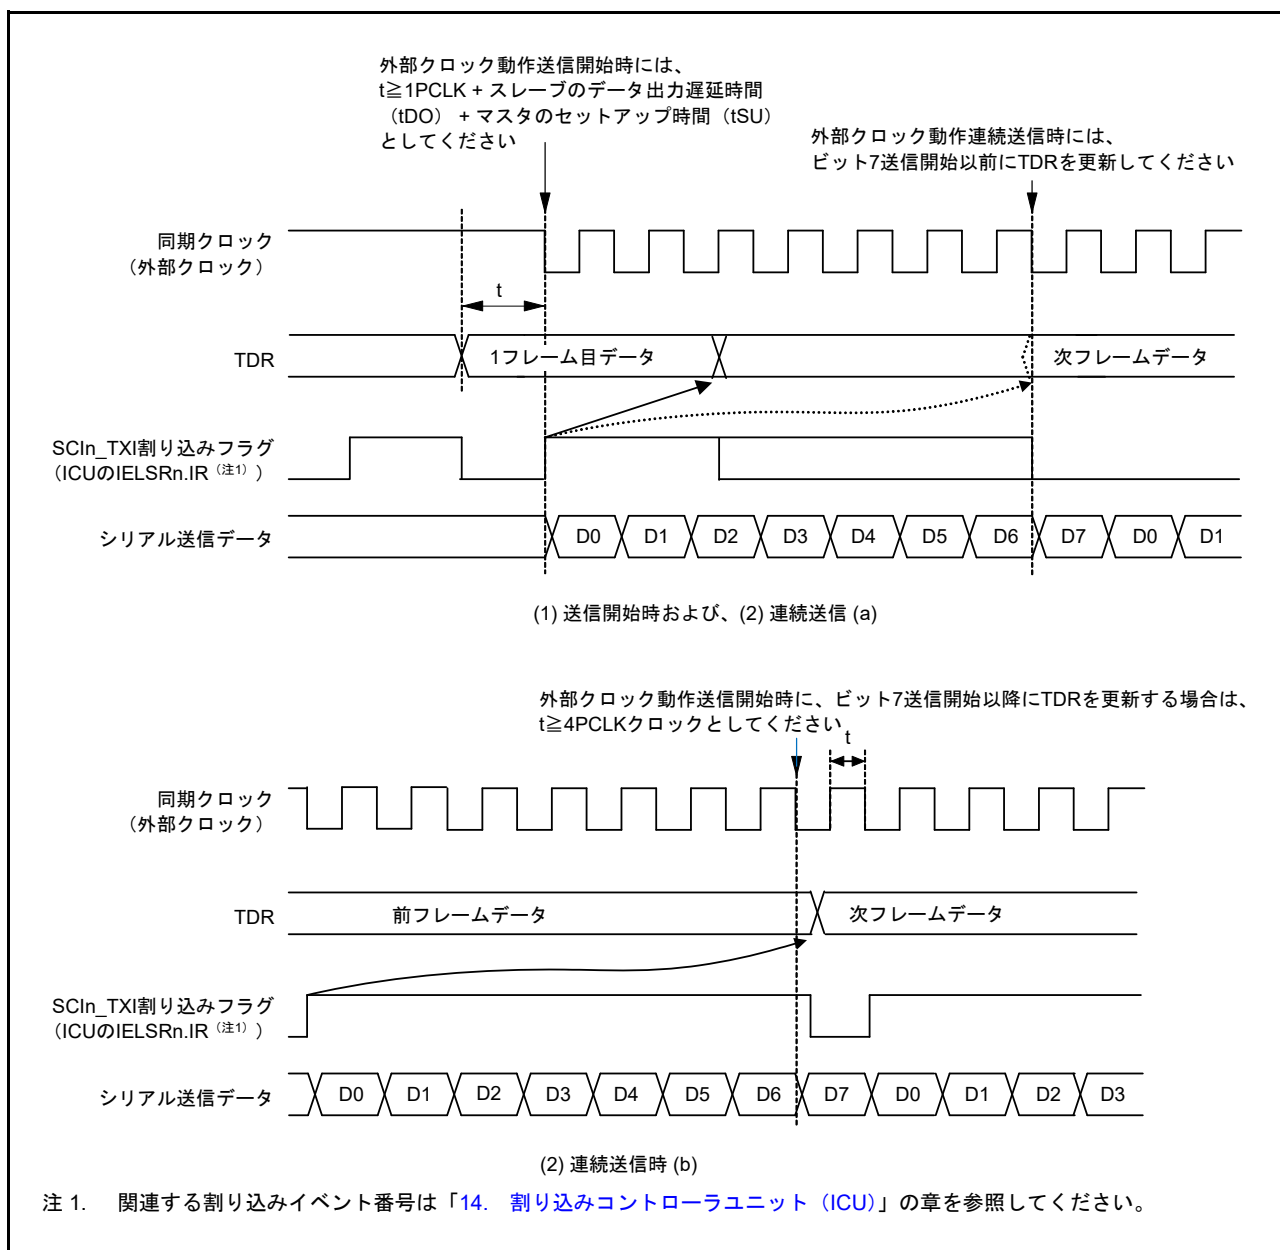 外部クロック動作送信開始時には、
t≧1PCLK + スレーブのデータ出力遅延時間
（tDO） + マスタのセットアップ時間（tSU）
としてください
外部クロック動作連続送信時には、
ビット7送信開始以前にTDRを更新してください
同期クロック
（外部クロック）
t
TDR
1フレーム目データ
次フレームデータ
SCIn_TXI割り込みフラグ
（ICUのIELSRn.IR（注1））
シリアル送信データ
D0 D1 D2 D3 D4 D5 D6 D7 D0 D1
(1) 送信開始時および、(2) 連続送信 (a)
外部クロック動作送信開始時に、ビット7送信開始以降にTDRを更新する場合は、
t≧4PCLKクロックとしてください
t
同期クロック
（外部クロック）
TDR
前フレームデータ
次フレームデータ
SCIn_TXI割り込みフラグ
（ICUのIELSRn.IR（注1））
シリアル送信データ
D0 D1 D2 D3 D4 D5 D6 D7 D0 D1 D2 D3
(2) 連続送信時 (b)
注 1. 関連する割り込みイベント番号は「14. 割り込みコントローラユニット（ICU）」の章を参照してください。